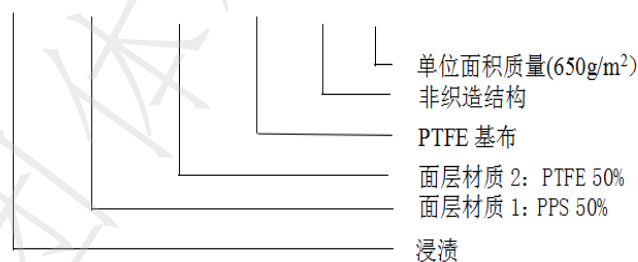 单位面积质量(650g/m²）
非织造结构
PTFE 基布
面层材质 2：PTFE 50%
面层材质 1：PPS 50%
浸渍